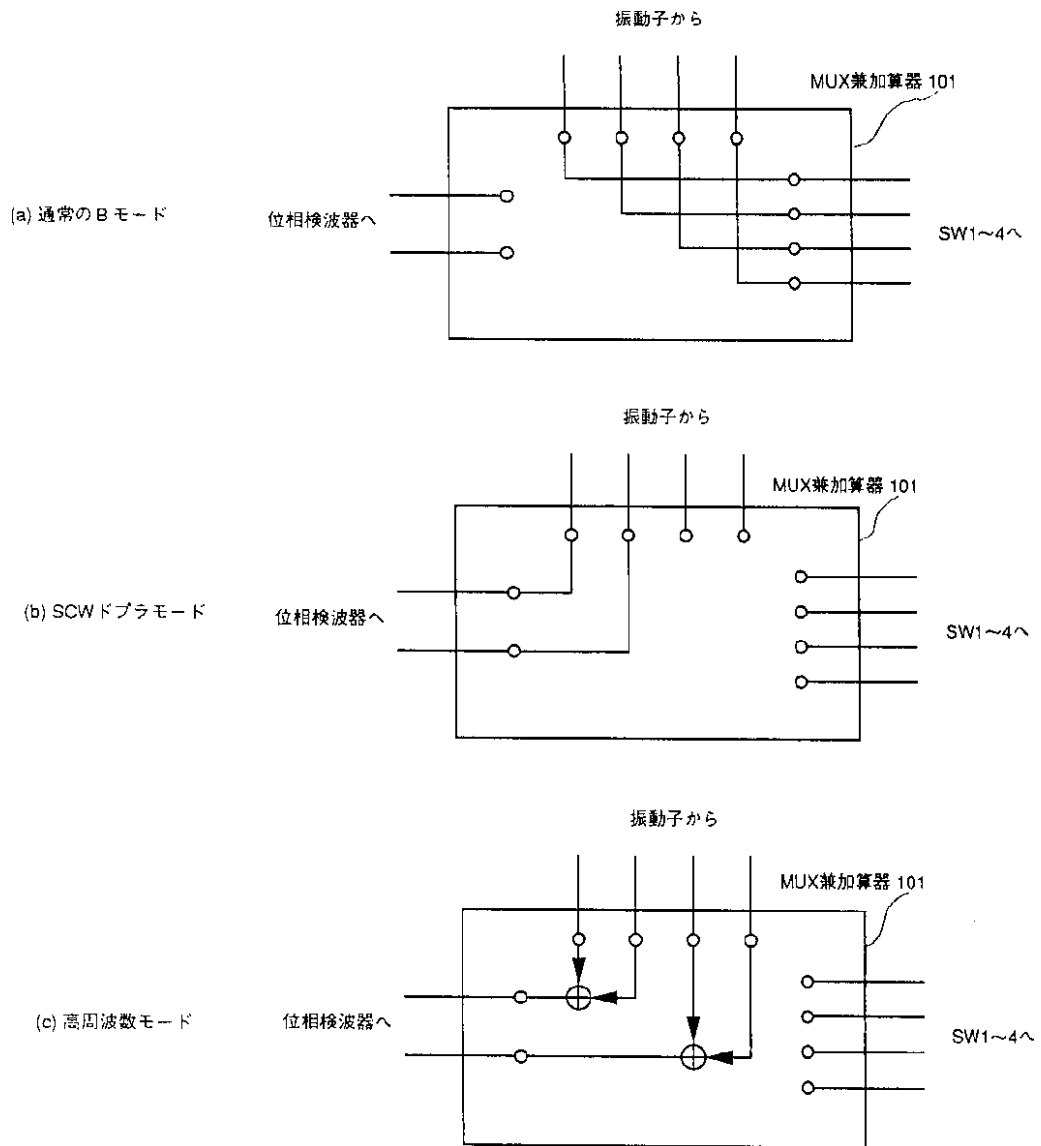 振動子から
MUX兼加算器 101
(a) 通常のBモード
位相検波器へ
SW1~4へ
振動子から
MUX兼加算器 101
(b) SCWドプラモード
位相検波器へ
SW1~4へ
振動子から
MUX兼加算器 101
(c) 高周波数モード
位相検波器へ
SW1~4へ